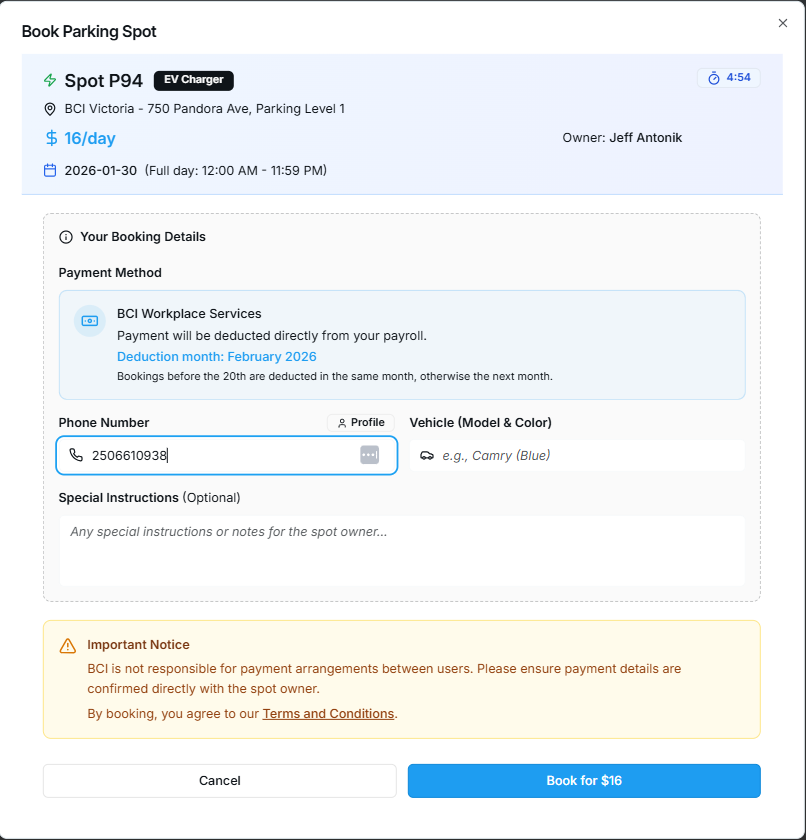 Book Parking Spot
Spot P94 EV Charger 4:54
BCI Victoria - 750 Pandora Ave, Parking Level 1
$ 16/day Owner: Jeff Antonik
2026-01-30 (Full day: 12:00 AM - 11:59 PM)
Your Booking Details
Payment Method
BCI Workplace Services
Payment will be deducted directly from your payroll.
Deduction month: February 2026
Bookings before the 20th are deducted in the same month, otherwise the next month.
Phone Number Profile Vehicle (Model & Color)
2506610938 e.g., Camry (Blue)
Special Instructions (Optional)
Any special instructions or notes for the spot owner...
Important Notice
BCI is not responsible for payment arrangements between users. Please ensure payment details are
confirmed directly with the spot owner.
By booking, you agree to our Terms and Conditions.
Cancel Book for $16